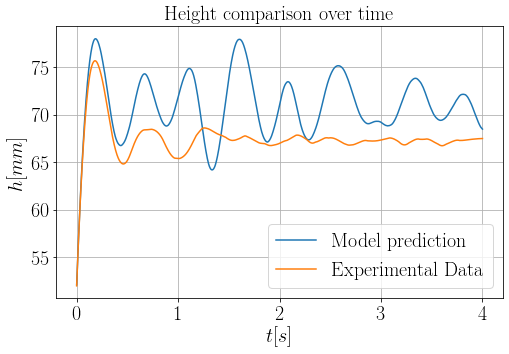 Height comparison over time
h[mm]
75
70
65
60
55
Model prediction
Experimental Data
0 1 2 3 4
t[s]